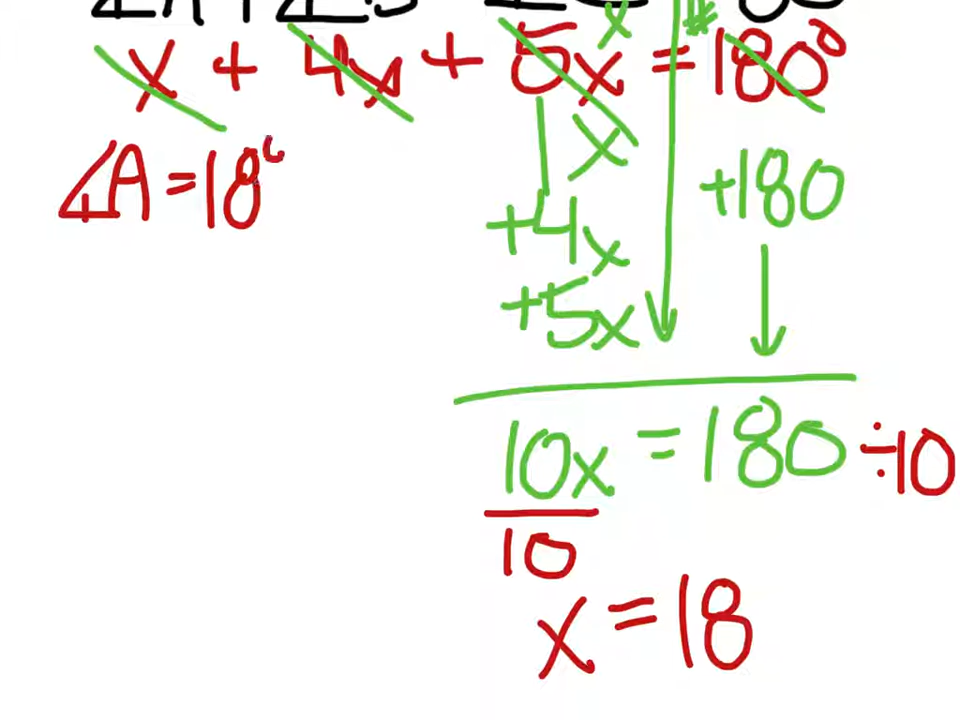 x + 4x + 5x = 180°
x
∡A = 18°
x
+180
+4x
+5x
10x = 180 ÷10
10
x = 18